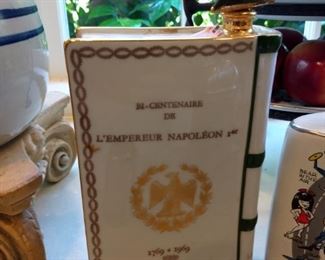 BI-CENTENAIRE
DE
L'EMPEREUR NAPOLÉON 1er
1769 • 1969